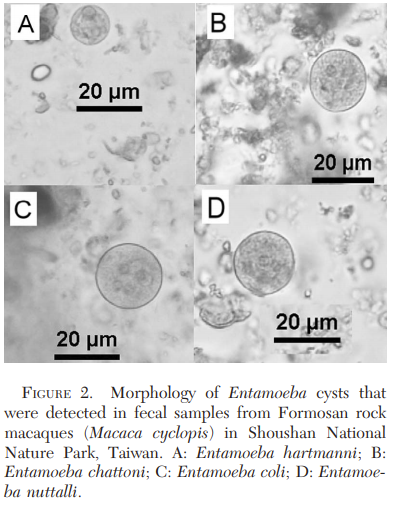 A
20 µm
B
20 µm
C
20 µm
D
20 µm
FIGURE 2. Morphology of Entamoeba cysts that
were detected in fecal samples from Formosan rock
macaques (Macaca cyclopis) in Shoushan National
Nature Park, Taiwan. A: Entamoeba hartmanni; B:
Entamoeba chattoni; C: Entamoeba coli; D: Entamoe-
ba nuttalli.